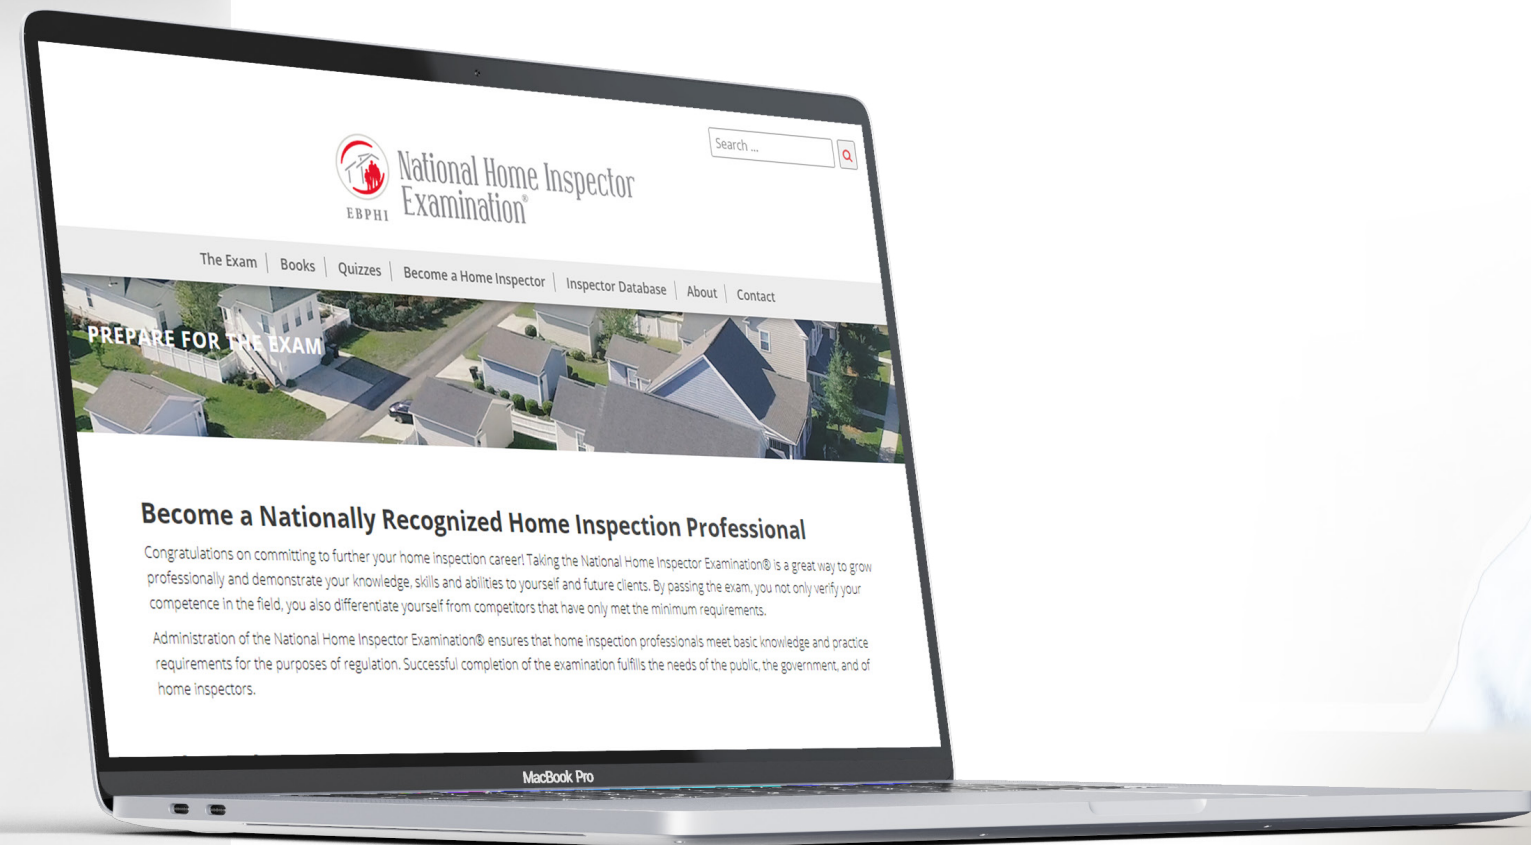 Search ...
National Home Inspector
Examination®
EBPHI
The Exam | Books | Quizzes | Become a Home Inspector | Inspector Database | About | Contact
PREPARE FOR THE EXAM
Become a Nationally Recognized Home Inspection Professional
Congratulations on committing to further your home inspection career! Taking the National Home Inspector Examination® is a great way to grow
professionally and demonstrate your knowledge, skills and abilities to yourself and future clients. By passing the exam, you not only verify your
competence in the field, you also differentiate yourself from competitors that have only met the minimum requirements.
Administration of the National Home Inspector Examination® ensures that home inspection professionals meet basic knowledge and practice
requirements for the purposes of regulation. Successful completion of the examination fulfills the needs of the public, the government, and of
home inspectors.
MacBook Pro